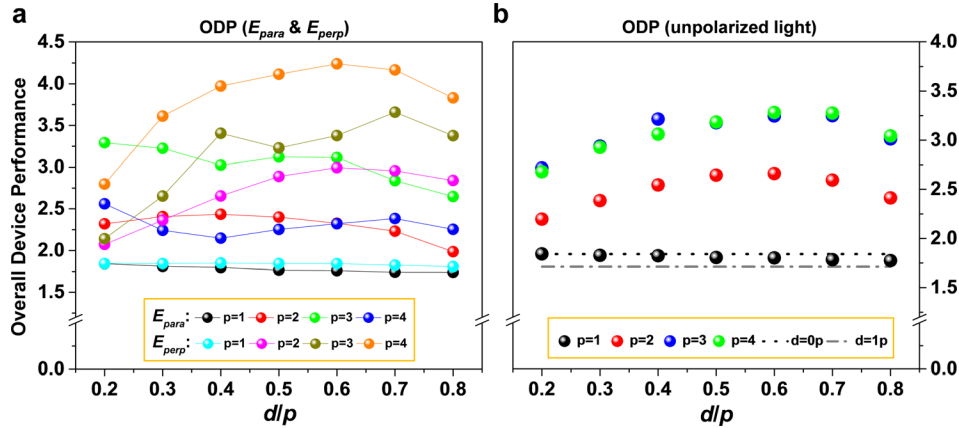 a
ODP (E_para & E_perp)
Overall Device Performance
4.5
4.0
3.5
3.0
2.5
2.0
1.5
0.0
E_para: p=1 p=2 p=3 p=4
E_perp: p=1 p=2 p=3 p=4
0.2 0.3 0.4 0.5 0.6 0.7 0.8
d/p
b
ODP (unpolarized light)
4.0
3.5
3.0
2.5
2.0
1.5
0.0
p=1 p=2 p=3 p=4 d=0p d=1p
0.2 0.3 0.4 0.5 0.6 0.7 0.8
d/p